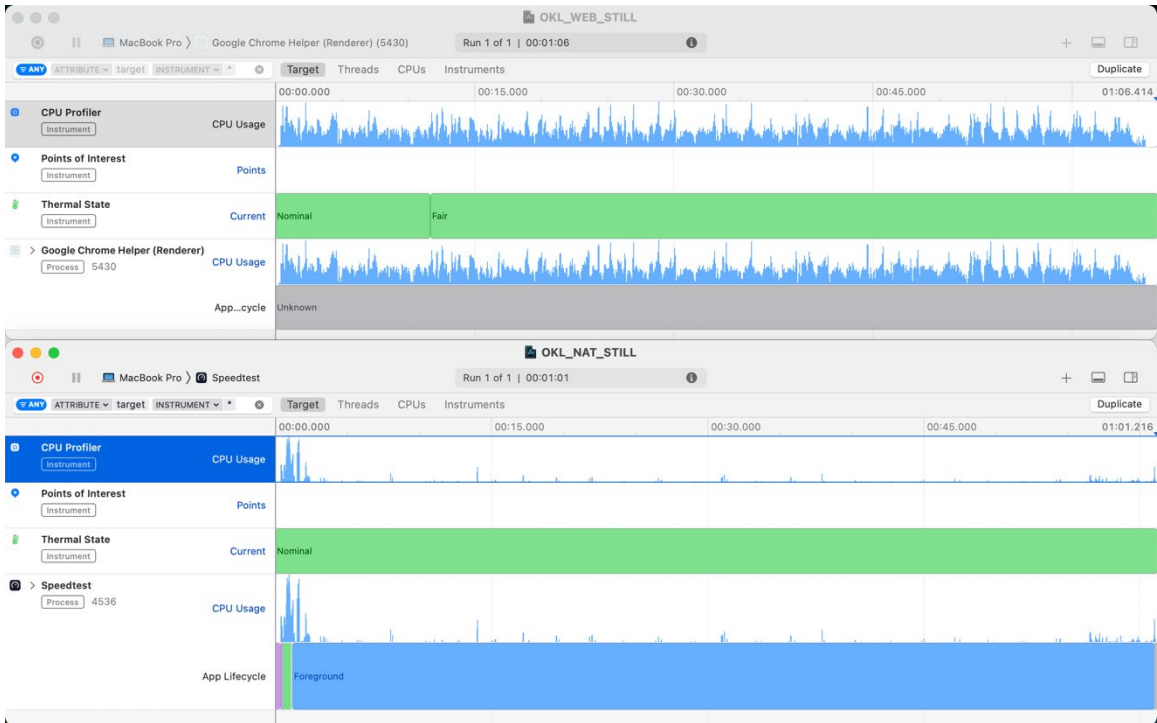 OKL_WEB_STILL
MacBook Pro 〉 Google Chrome Helper (Renderer) (5430)
Run 1 of 1 | 00:01:06
ANY ATTRIBUTE target INSTRUMENT *
Target Threads CPUs Instruments
Duplicate
00:00.000 00:15.000 00:30.000 00:45.000 01:06.414
CPU Profiler
Instrument
CPU Usage
Points of Interest
Instrument
Points
Thermal State
Instrument
Current
Nominal
Fair
Google Chrome Helper (Renderer)
Process 5430
CPU Usage
App...cycle
Unknown
OKL_NAT_STILL
MacBook Pro 〉 Speedtest
Run 1 of 1 | 00:01:01
ANY ATTRIBUTE target INSTRUMENT *
Target Threads CPUs Instruments
Duplicate
00:00.000 00:15.000 00:30.000 00:45.000 01:01.216
CPU Profiler
Instrument
CPU Usage
Points of Interest
Instrument
Points
Thermal State
Instrument
Current
Nominal
Speedtest
Process 4536
CPU Usage
App Lifecycle
Foreground